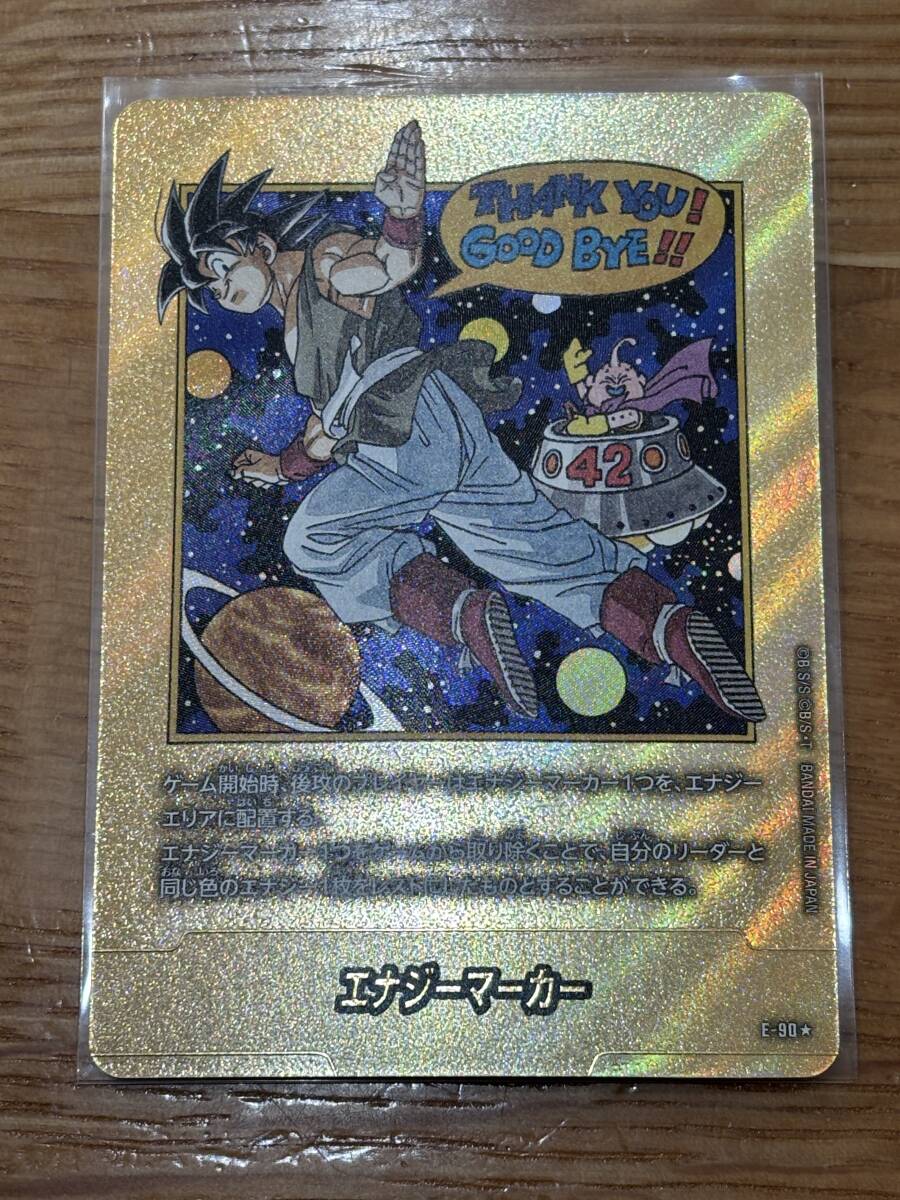 THANK YOU!
GOOD BYE!!
42
ゲーム開始時、後攻のプレイヤーはエナジーマーカー1つを、エナジー
エリアに配置する。
エナジーマーカー1つをゲームから取り除くことで、自分のリーダーと
同じ色のエナジー1枚をレストにしたものとすることができる。
エナジーマーカー
E-90★
©B S/S ©B/S・T BANDAI MADE IN JAPAN